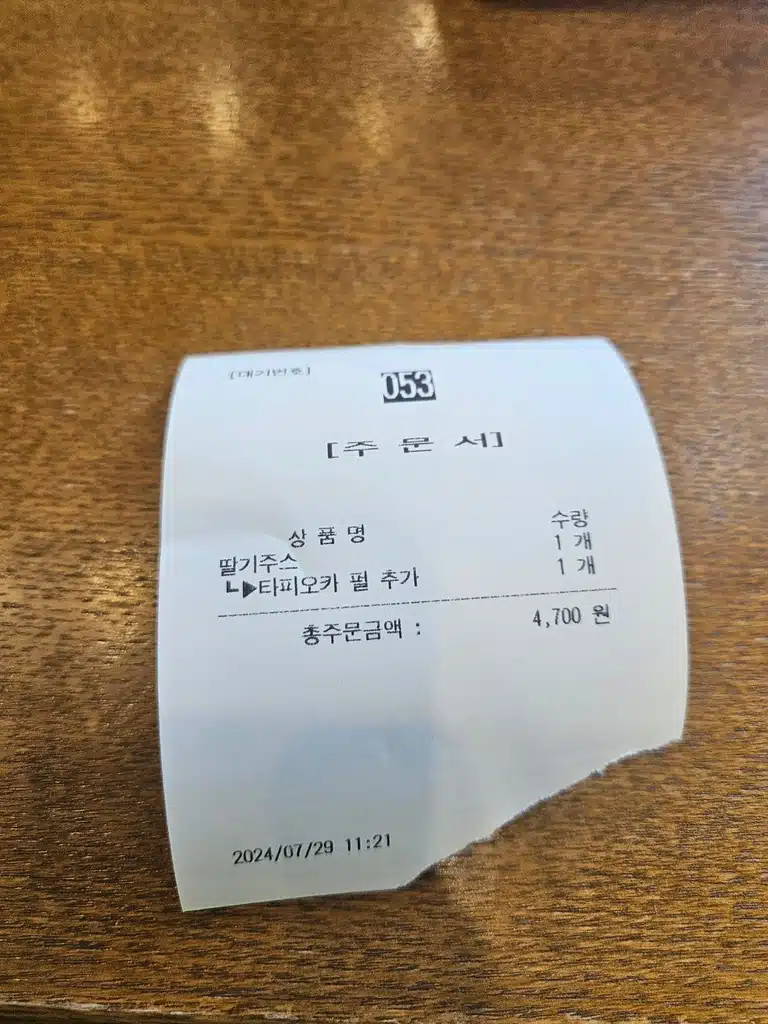 [대기번호] 053
[주 문 서]
상 품 명 수량
딸기주스 1 개
┗▶타피오카 펄 추가 1 개
총주문금액 : 4,700 원
2024/07/29 11:21